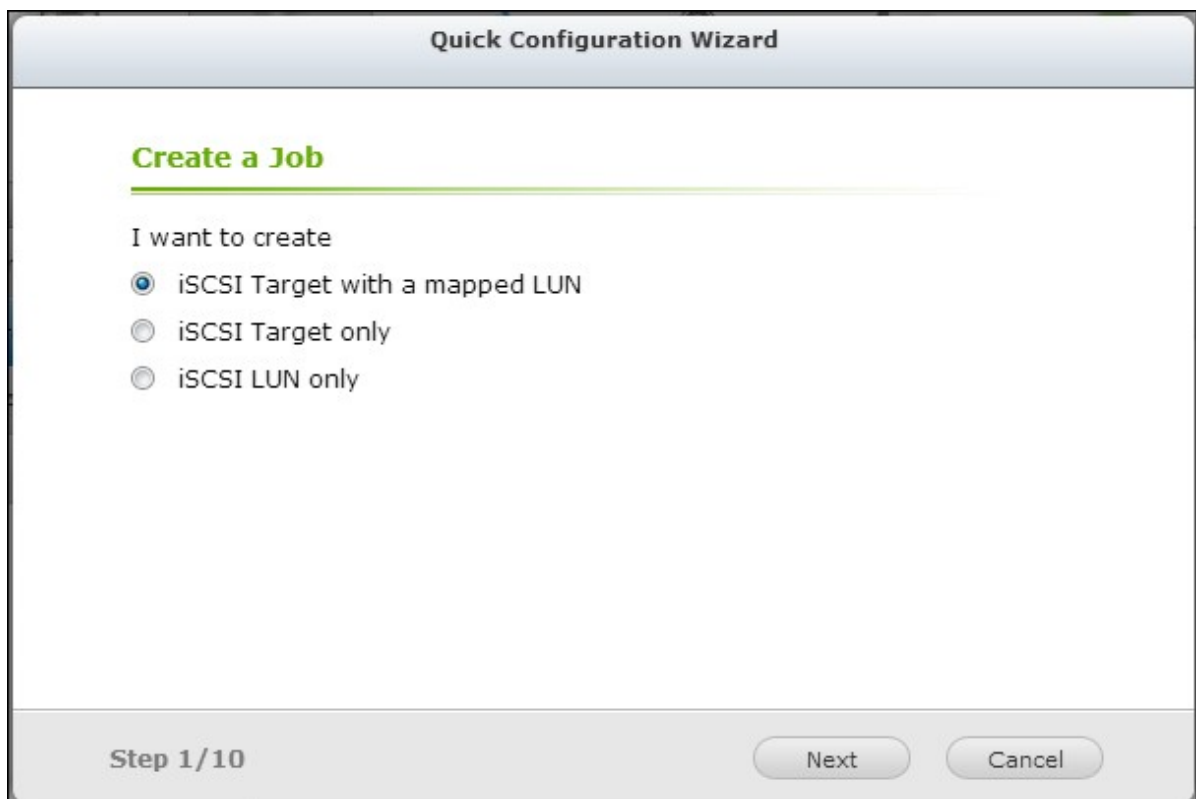 Quick Configuration Wizard
Create a Job
I want to create
iSCSI Target with a mapped LUN
iSCSI Target only
iSCSI LUN only
Step 1/10
Next
Cancel